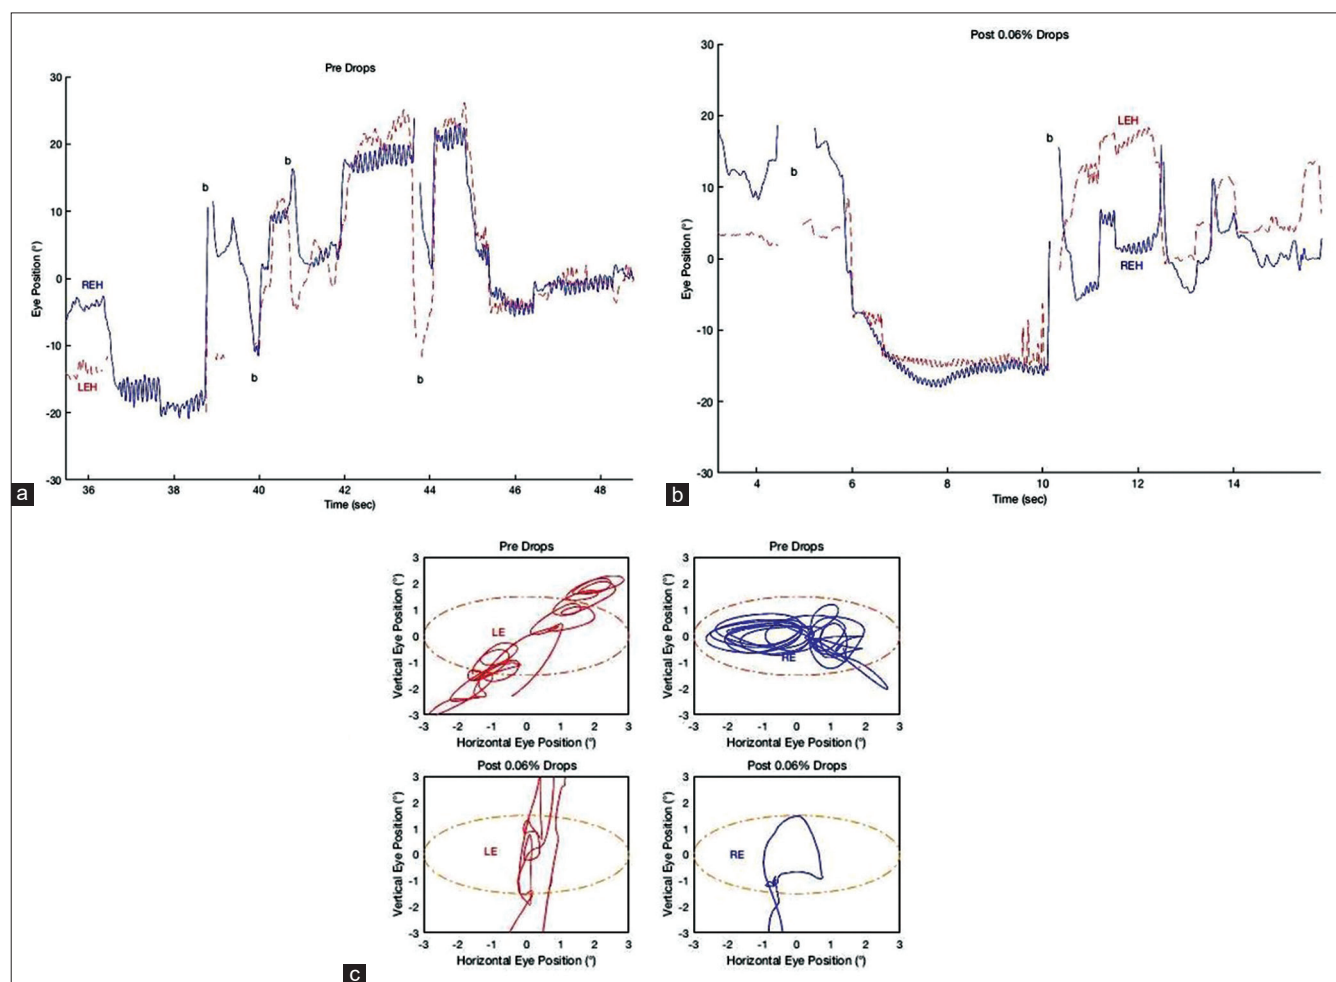 Pre Drops
30
20
10
0
-10
-20
-30
Eye Position (°)
REH
LEH
b
b
b
b
36
38
40
42
44
46
48
Time (sec)
a
Post 0.06% Drops
30
20
10
0
-10
-20
-30
Eye Position (°)
b
b
LEH
REH
4
6
8
10
12
14
Time (sec)
b
Pre Drops
3
2
1
0
-1
-2
-3
Vertical Eye Position (°)
LE
-3 -2 -1 0 1 2 3
Horizontal Eye Position (°)
Pre Drops
3
2
1
0
-1
-2
-3
Vertical Eye Position (°)
RE
-3 -2 -1 0 1 2 3
Horizontal Eye Position (°)
Post 0.06% Drops
3
2
1
0
-1
-2
-3
Vertical Eye Position (°)
LE
-3 -2 -1 0 1 2 3
Horizontal Eye Position (°)
Post 0.06% Drops
3
2
1
0
-1
-2
-3
Vertical Eye Position (°)
RE
-3 -2 -1 0 1 2 3
Horizontal Eye Position (°)
c